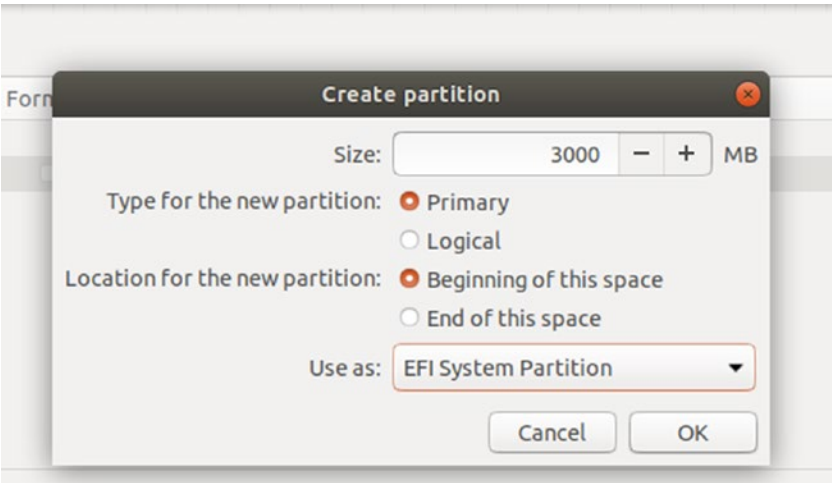 Create partition
Form
Size: 3000 − + MB
Type for the new partition: Primary
Logical
Location for the new partition: Beginning of this space
End of this space
Use as: EFI System Partition
Cancel OK